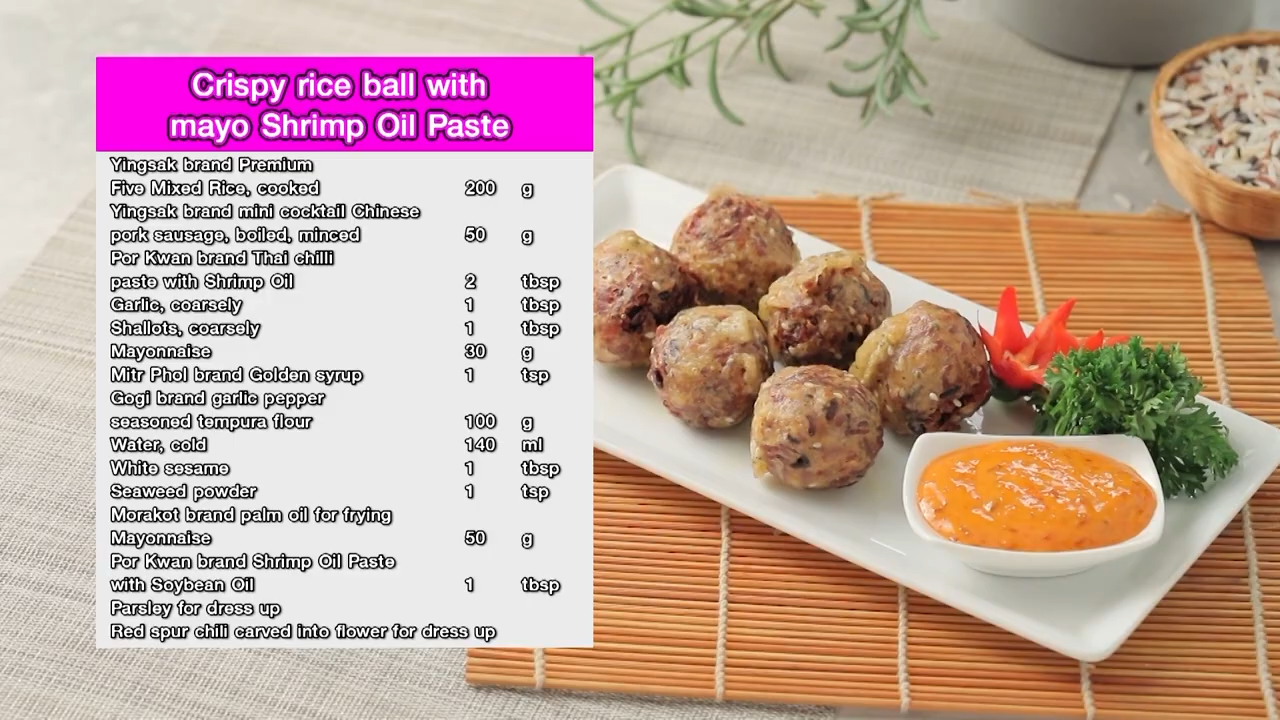 Crispy rice ball with
mayo Shrimp Oil Paste
Yingsak brand Premium
Five Mixed Rice, cooked 200 g
Yingsak brand mini cocktail Chinese
pork sausage, boiled, minced 50 g
Por Kwan brand Thai chilli
paste with Shrimp Oil 2 tbsp
Garlic, coarsely 1 tbsp
Shallots, coarsely 1 tbsp
Mayonnaise 30 g
Mitr Phol brand Golden syrup 1 tsp
Gogi brand garlic pepper
seasoned tempura flour 100 g
Water, cold 140 ml
White sesame 1 tbsp
Seaweed powder 1 tsp
Morakot brand palm oil for frying
Mayonnaise 50 g
Por Kwan brand Shrimp Oil Paste
with Soybean Oil 1 tbsp
Parsley for dress up
Red spur chili carved into flower for dress up